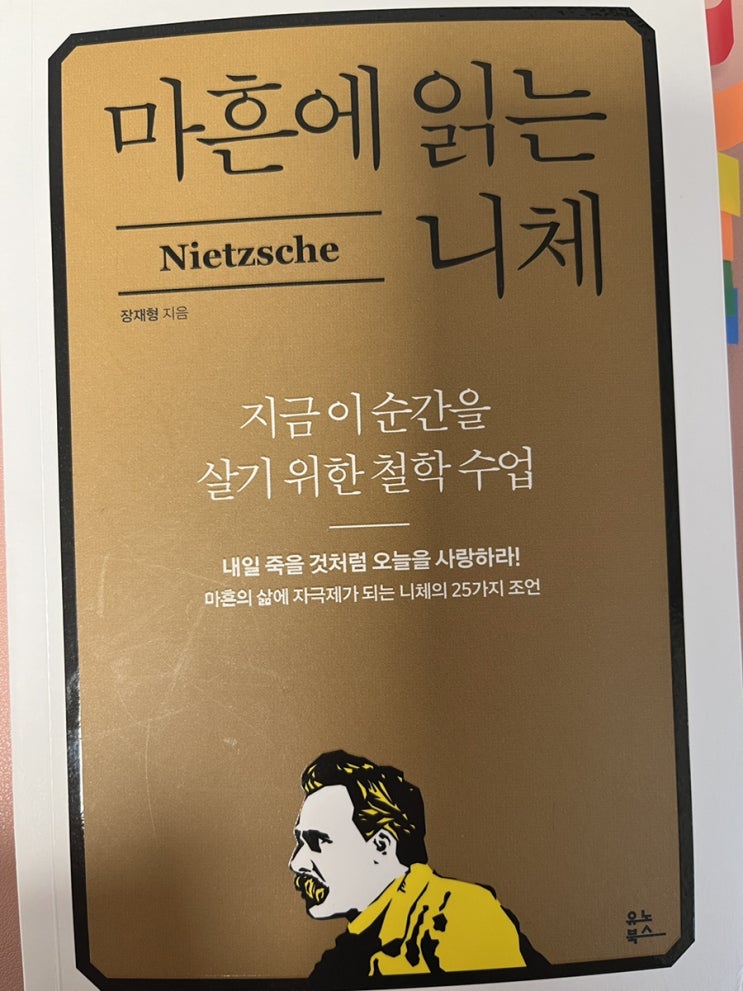 마흔에 읽는
니체
Nietzsche
장재형 지음
지금 이 순간을
살기 위한 철학 수업
내일 죽을 것처럼 오늘을 사랑하라!
마흔의 삶에 자극제가 되는 니체의 25가지 조언
유노
북스